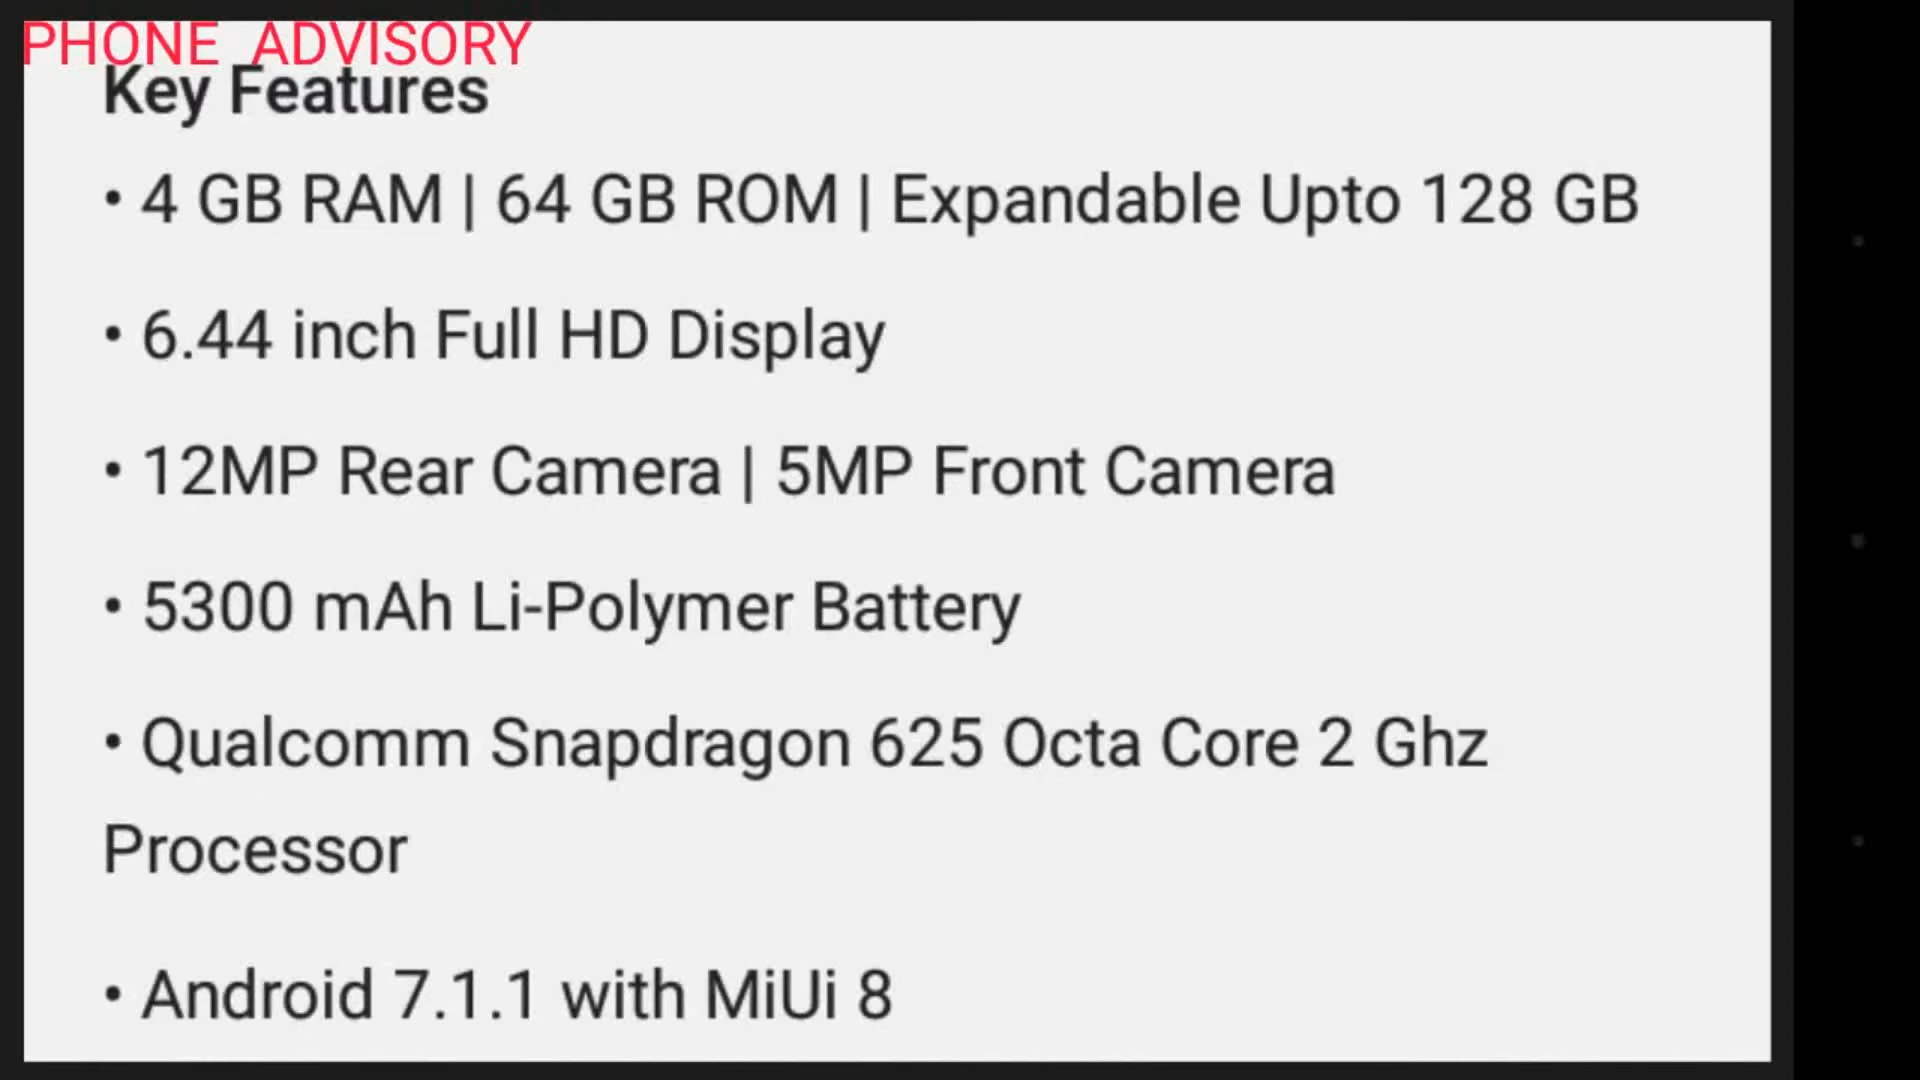 PHONE ADVISORY
Key Features
• 4 GB RAM | 64 GB ROM | Expandable Upto 128 GB
• 6.44 inch Full HD Display
• 12MP Rear Camera | 5MP Front Camera
• 5300 mAh Li-Polymer Battery
• Qualcomm Snapdragon 625 Octa Core 2 Ghz
Processor
• Android 7.1.1 with MiUi 8